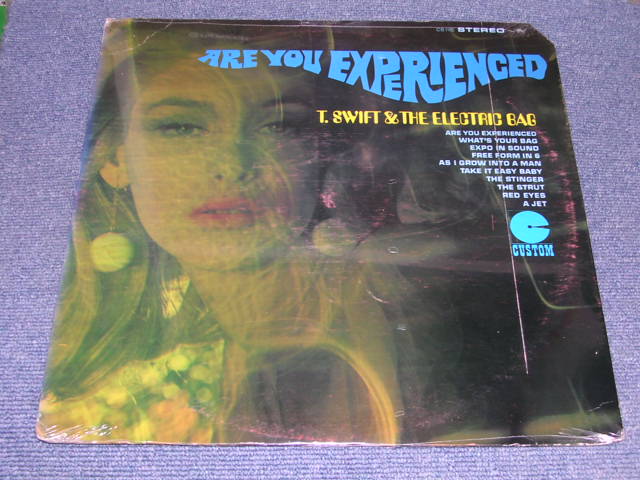 STEREO
ARE YOU EXPERIENCED
T. SWIFT & THE ELECTRIC BAG
ARE YOU EXPERIENCED
WHAT'S YOUR BAG
EXPO IN SOUND
FREE FORM IN 6
AS I GROW INTO A MAN
TAKE IT EASY BABY
THE STINGER
THE STRUT
RED EYES
A JET
CUSTOM